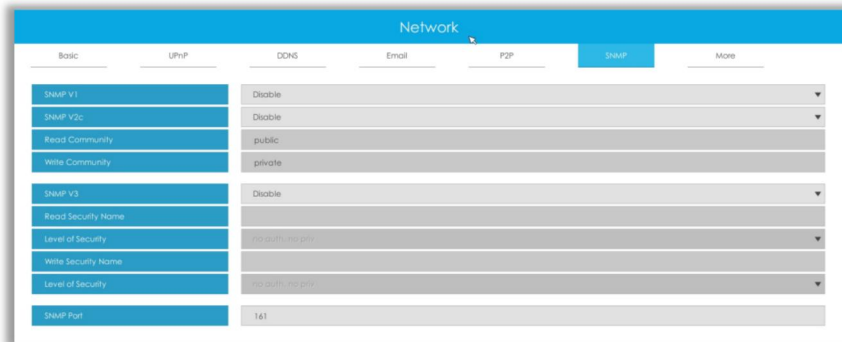 Network
Basic UPnP DDNS Email P2P SNMP More
SNMP V1 Disable
SNMP V2c Disable
Read Community public
Write Community private
SNMP V3 Disable
Read Security Name
Level of Security no auth, no priv
Write Security Name
Level of Security no auth, no priv
SNMP Port 161